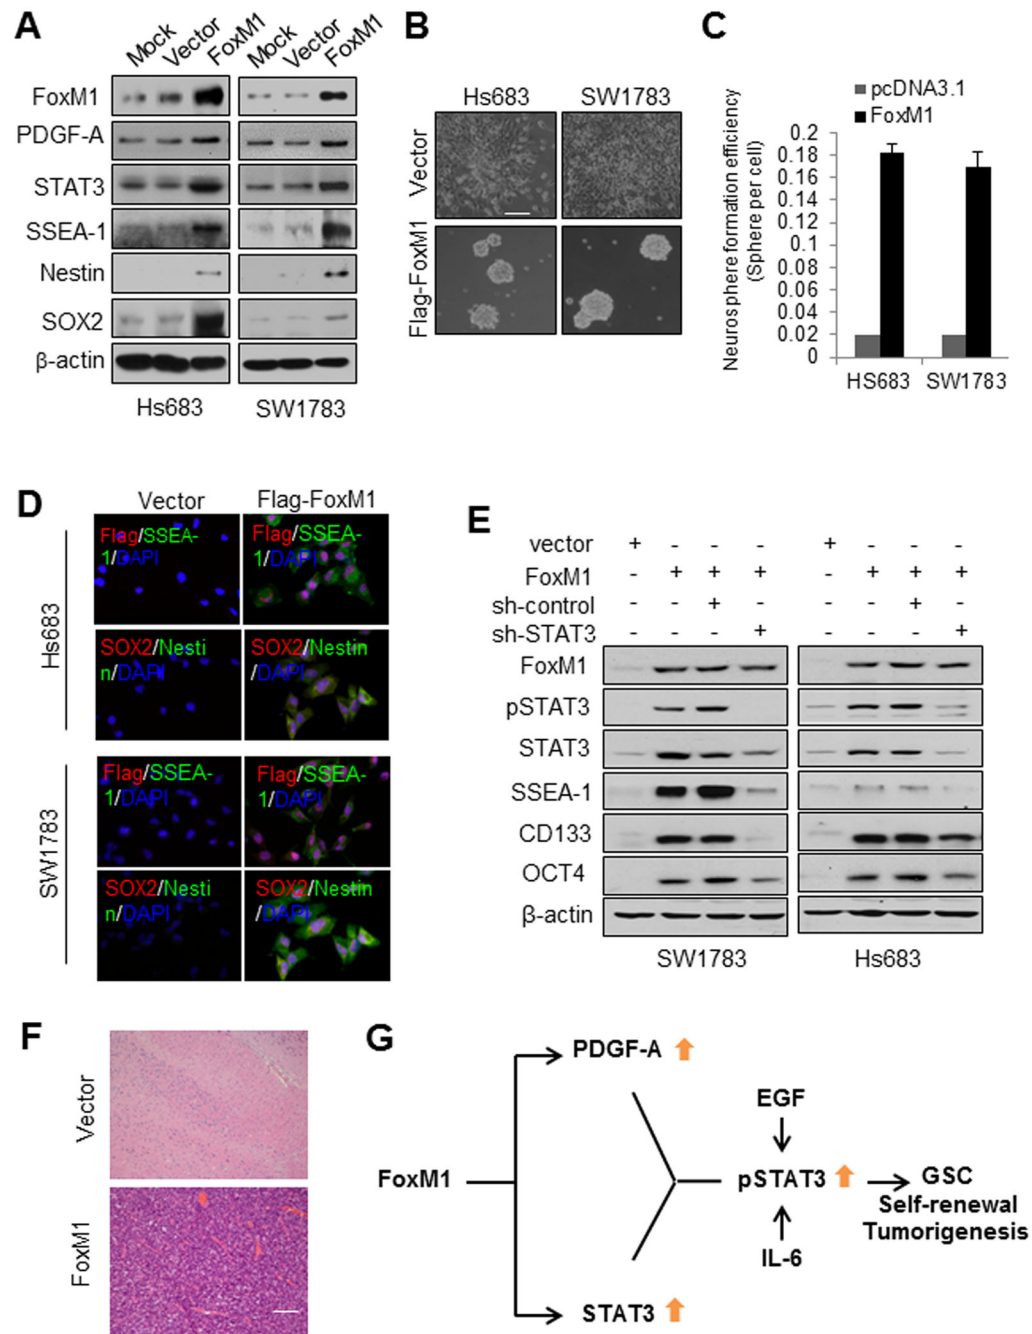 A
Mock Vector FoxM1 Mock Vector FoxM1
FoxM1
PDGF-A
STAT3
SSEA-1
Nestin
SOX2
β-actin
Hs683 SW1783
B
Hs683 SW1783
Vector
Flag-FoxM1
C
pcDNA3.1
FoxM1
Neurosphere formation efficiency
(Sphere per cell)
0.2
0.18
0.16
0.14
0.12
0.1
0.08
0.06
0.04
0.02
0
HS683 SW1783
D
Vector Flag-FoxM1
Hs683
Flag/SSEA-
1/DAPI
Flag/SSEA-
1/DAPI
SOX2/Nesti
n/DAPI
SOX2/Nestin
/DAPI
SW1783
Flag/SSEA-
1/DAPI
Flag/SSEA-
1/DAPI
SOX2/Nesti
n/DAPI
SOX2/Nestin
/DAPI
E
vector + - - - + - - -
FoxM1 - + + + - + + +
sh-control - - + - - - + -
sh-STAT3 - - - + - - - +
FoxM1
pSTAT3
STAT3
SSEA-1
CD133
OCT4
β-actin
SW1783 Hs683
F
Vector
FoxM1
G
PDGF-A
EGF
FoxM1
pSTAT3
GSC
Self-renewal
Tumorigenesis
IL-6
STAT3